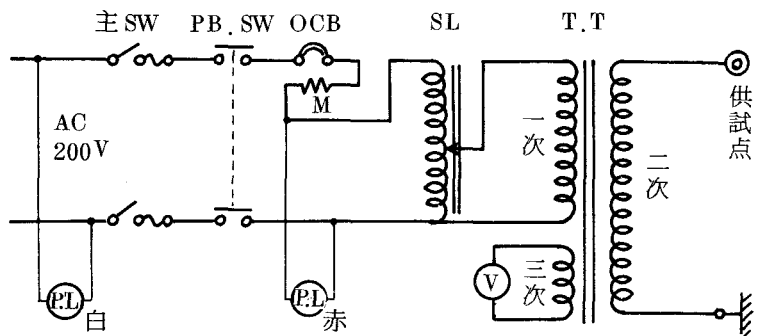 主SW PB.SW OCB SL T.T
M
AC
200V
一次
二次
供試点
三次
V
P.L
白
P.L
赤